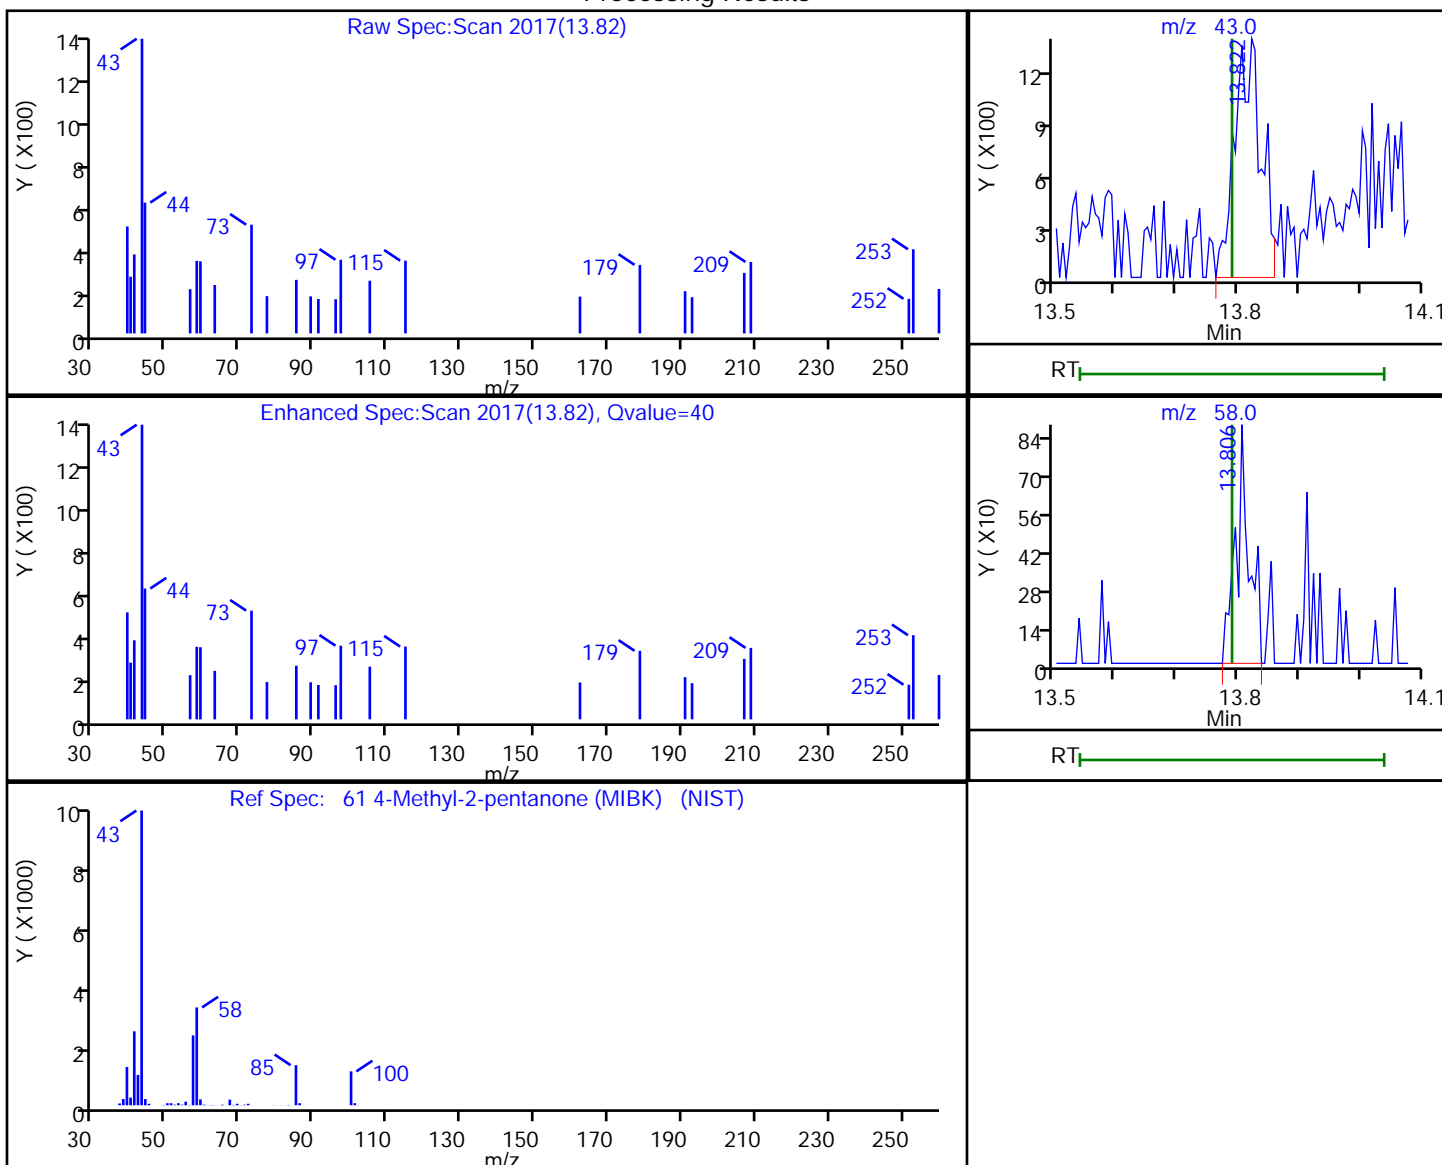 Processing Results
Raw Spec:Scan 2017(13.82)
Y ( X100)
14
12
10
8
6
4
2
0
43
44
73
97
115
179
209
253
252
30 50 70 90 110 130 150 170 190 210 230 250
m/z
m/z 43.0
Y ( X100)
12
9
6
3
0
13.822
13.5 13.8 14.1
Min
RT
Enhanced Spec:Scan 2017(13.82), Qvalue=40
Y ( X100)
14
12
10
8
6
4
2
0
43
44
73
97
115
179
209
253
252
30 50 70 90 110 130 150 170 190 210 230 250
m/z
m/z 58.0
Y ( X10)
84
70
56
42
28
14
0
13.806
13.5 13.8 14.1
Min
RT
Ref Spec: 61 4-Methyl-2-pentanone (MIBK) (NIST)
Y ( X1000)
10
8
6
4
2
0
43
58
85
100
30 50 70 90 110 130 150 170 190 210 230 250
m/z